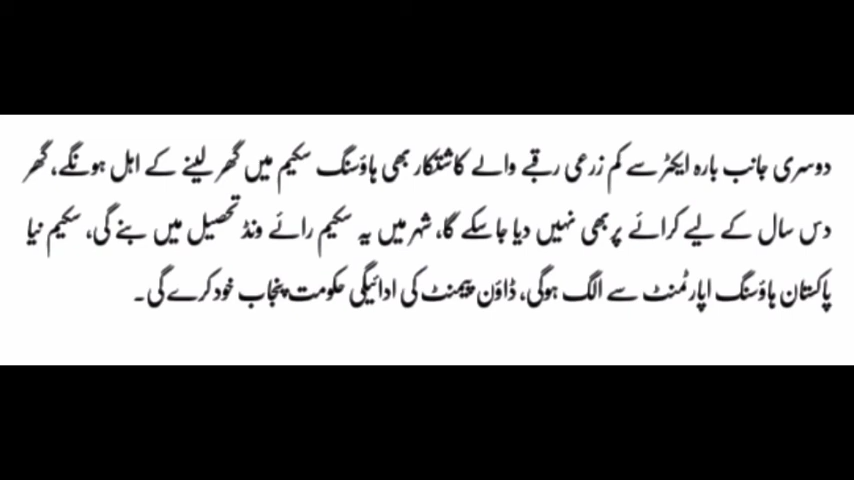 دوسری جانب بارہ ایکٹر سے کم زرعی رقبے والے کاشتکار بھی ہاؤسنگ سکیم میں گھر لینے کے اہل ہونگے، گھر
دس سال کے لیے کرائے پر بھی نہیں دیا جاسکے گا، شہر میں یہ سکیم رائے ونڈ تحصیل میں بنے گی، سکیم نیا
پاکستان ہاؤسنگ اپارٹمنٹ سے الگ ہوگی، ڈاؤن پیمنٹ کی ادائیگی حکومت پنجاب خود کرے گی۔